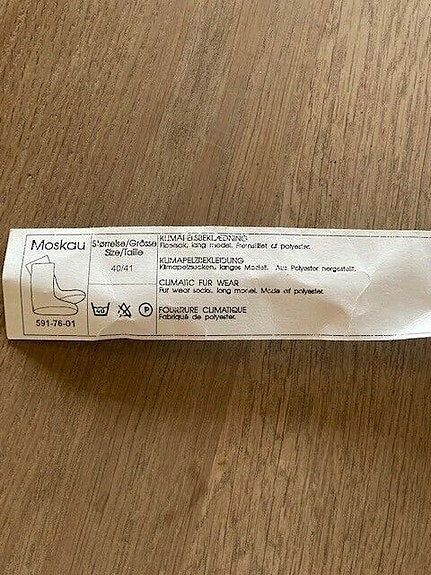 Moskau
591-76-01
Størrelse/Grösse
Size/Taille
40/41
KLIMAPELSBEKLÆDNING
Pelssok, lang model. Fremstillet af polyester.
KLIMAPELZBEKLEIDUNG
Klimapelzsocken, langes Modell. Aus Polyester hergestellt.
CLIMATIC FUR WEAR
Fur wear socks, long model. Made of polyester.
FOURRURE CLIMATIQUE
Fabriqué de polyester.
P